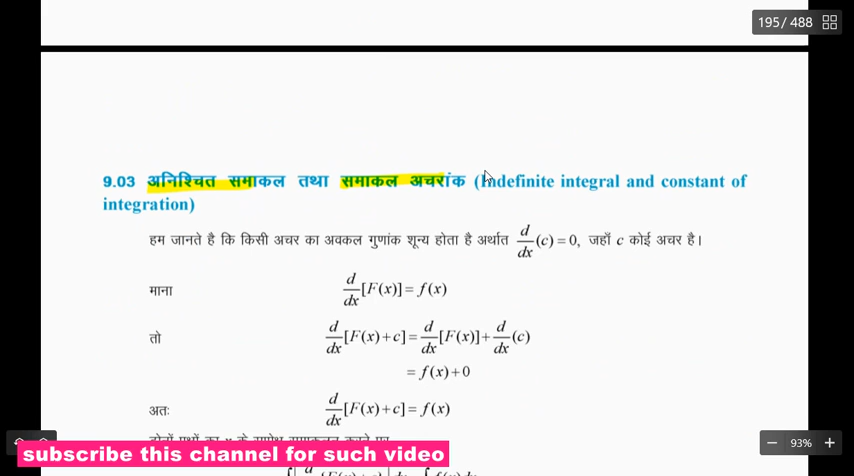 195 / 488
9.03 अनिश्चित समाकल तथा समाकल अचरांक (Indefinite integral and constant of
integration)
हम जानते है कि किसी अचर का अवकल गुणांक शून्य होता है अर्थात d/dx (c) = 0, जहाँ c कोई अचर है।
माना d/dx [F(x)] = f(x)
तो d/dx [F(x) + c] = d/dx [F(x)] + d/dx (c)
= f(x) + 0
अतः d/dx [F(x) + c] = f(x)
93%
subscribe this channel for such video